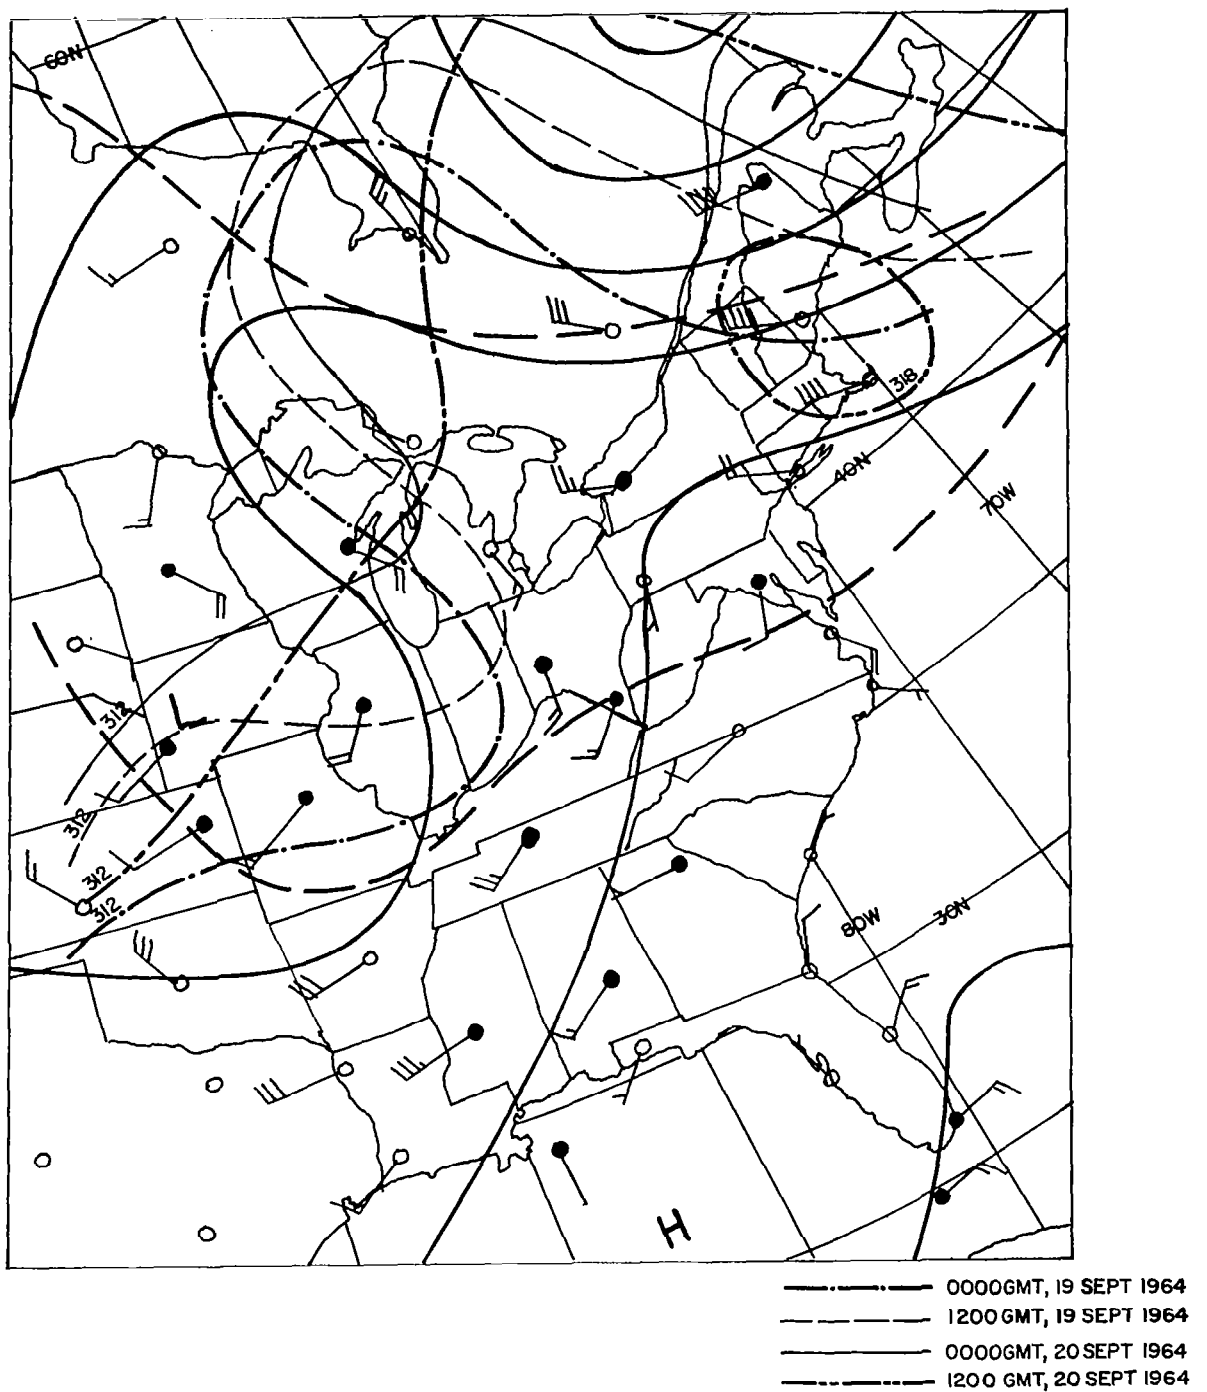 60N
318
40N
70W
312
312
312
312
80W
30N
H
0000GMT, 19 SEPT 1964
1200 GMT, 19 SEPT 1964
0000GMT, 20 SEPT 1964
1200 GMT, 20 SEPT 1964